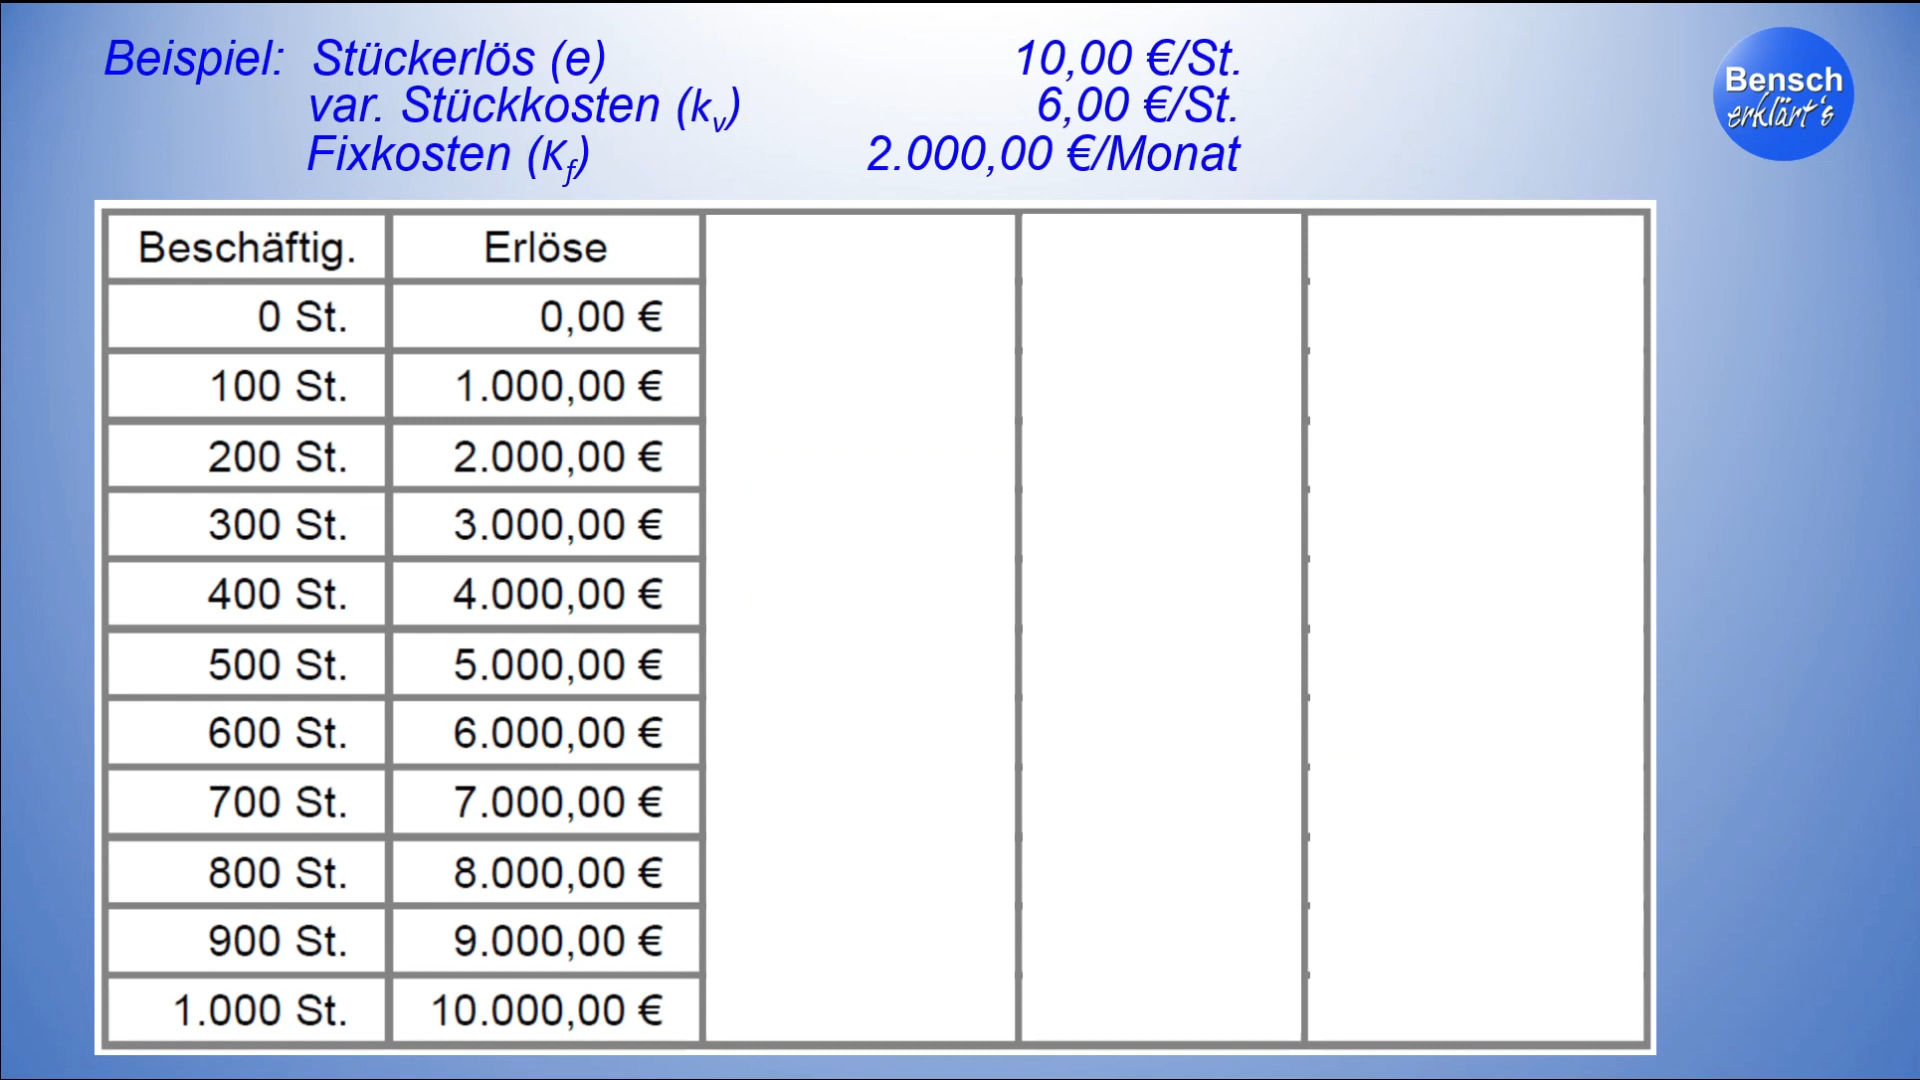 Beispiel: Stückerlös (e) 10,00 €/St.
var. Stückkosten (kv) 6,00 €/St.
Fixkosten (Kf) 2.000,00 €/Monat
Bensch
erklärt's
Beschäftig. Erlöse
0 St. 0,00 €
100 St. 1.000,00 €
200 St. 2.000,00 €
300 St. 3.000,00 €
400 St. 4.000,00 €
500 St. 5.000,00 €
600 St. 6.000,00 €
700 St. 7.000,00 €
800 St. 8.000,00 €
900 St. 9.000,00 €
1.000 St. 10.000,00 €